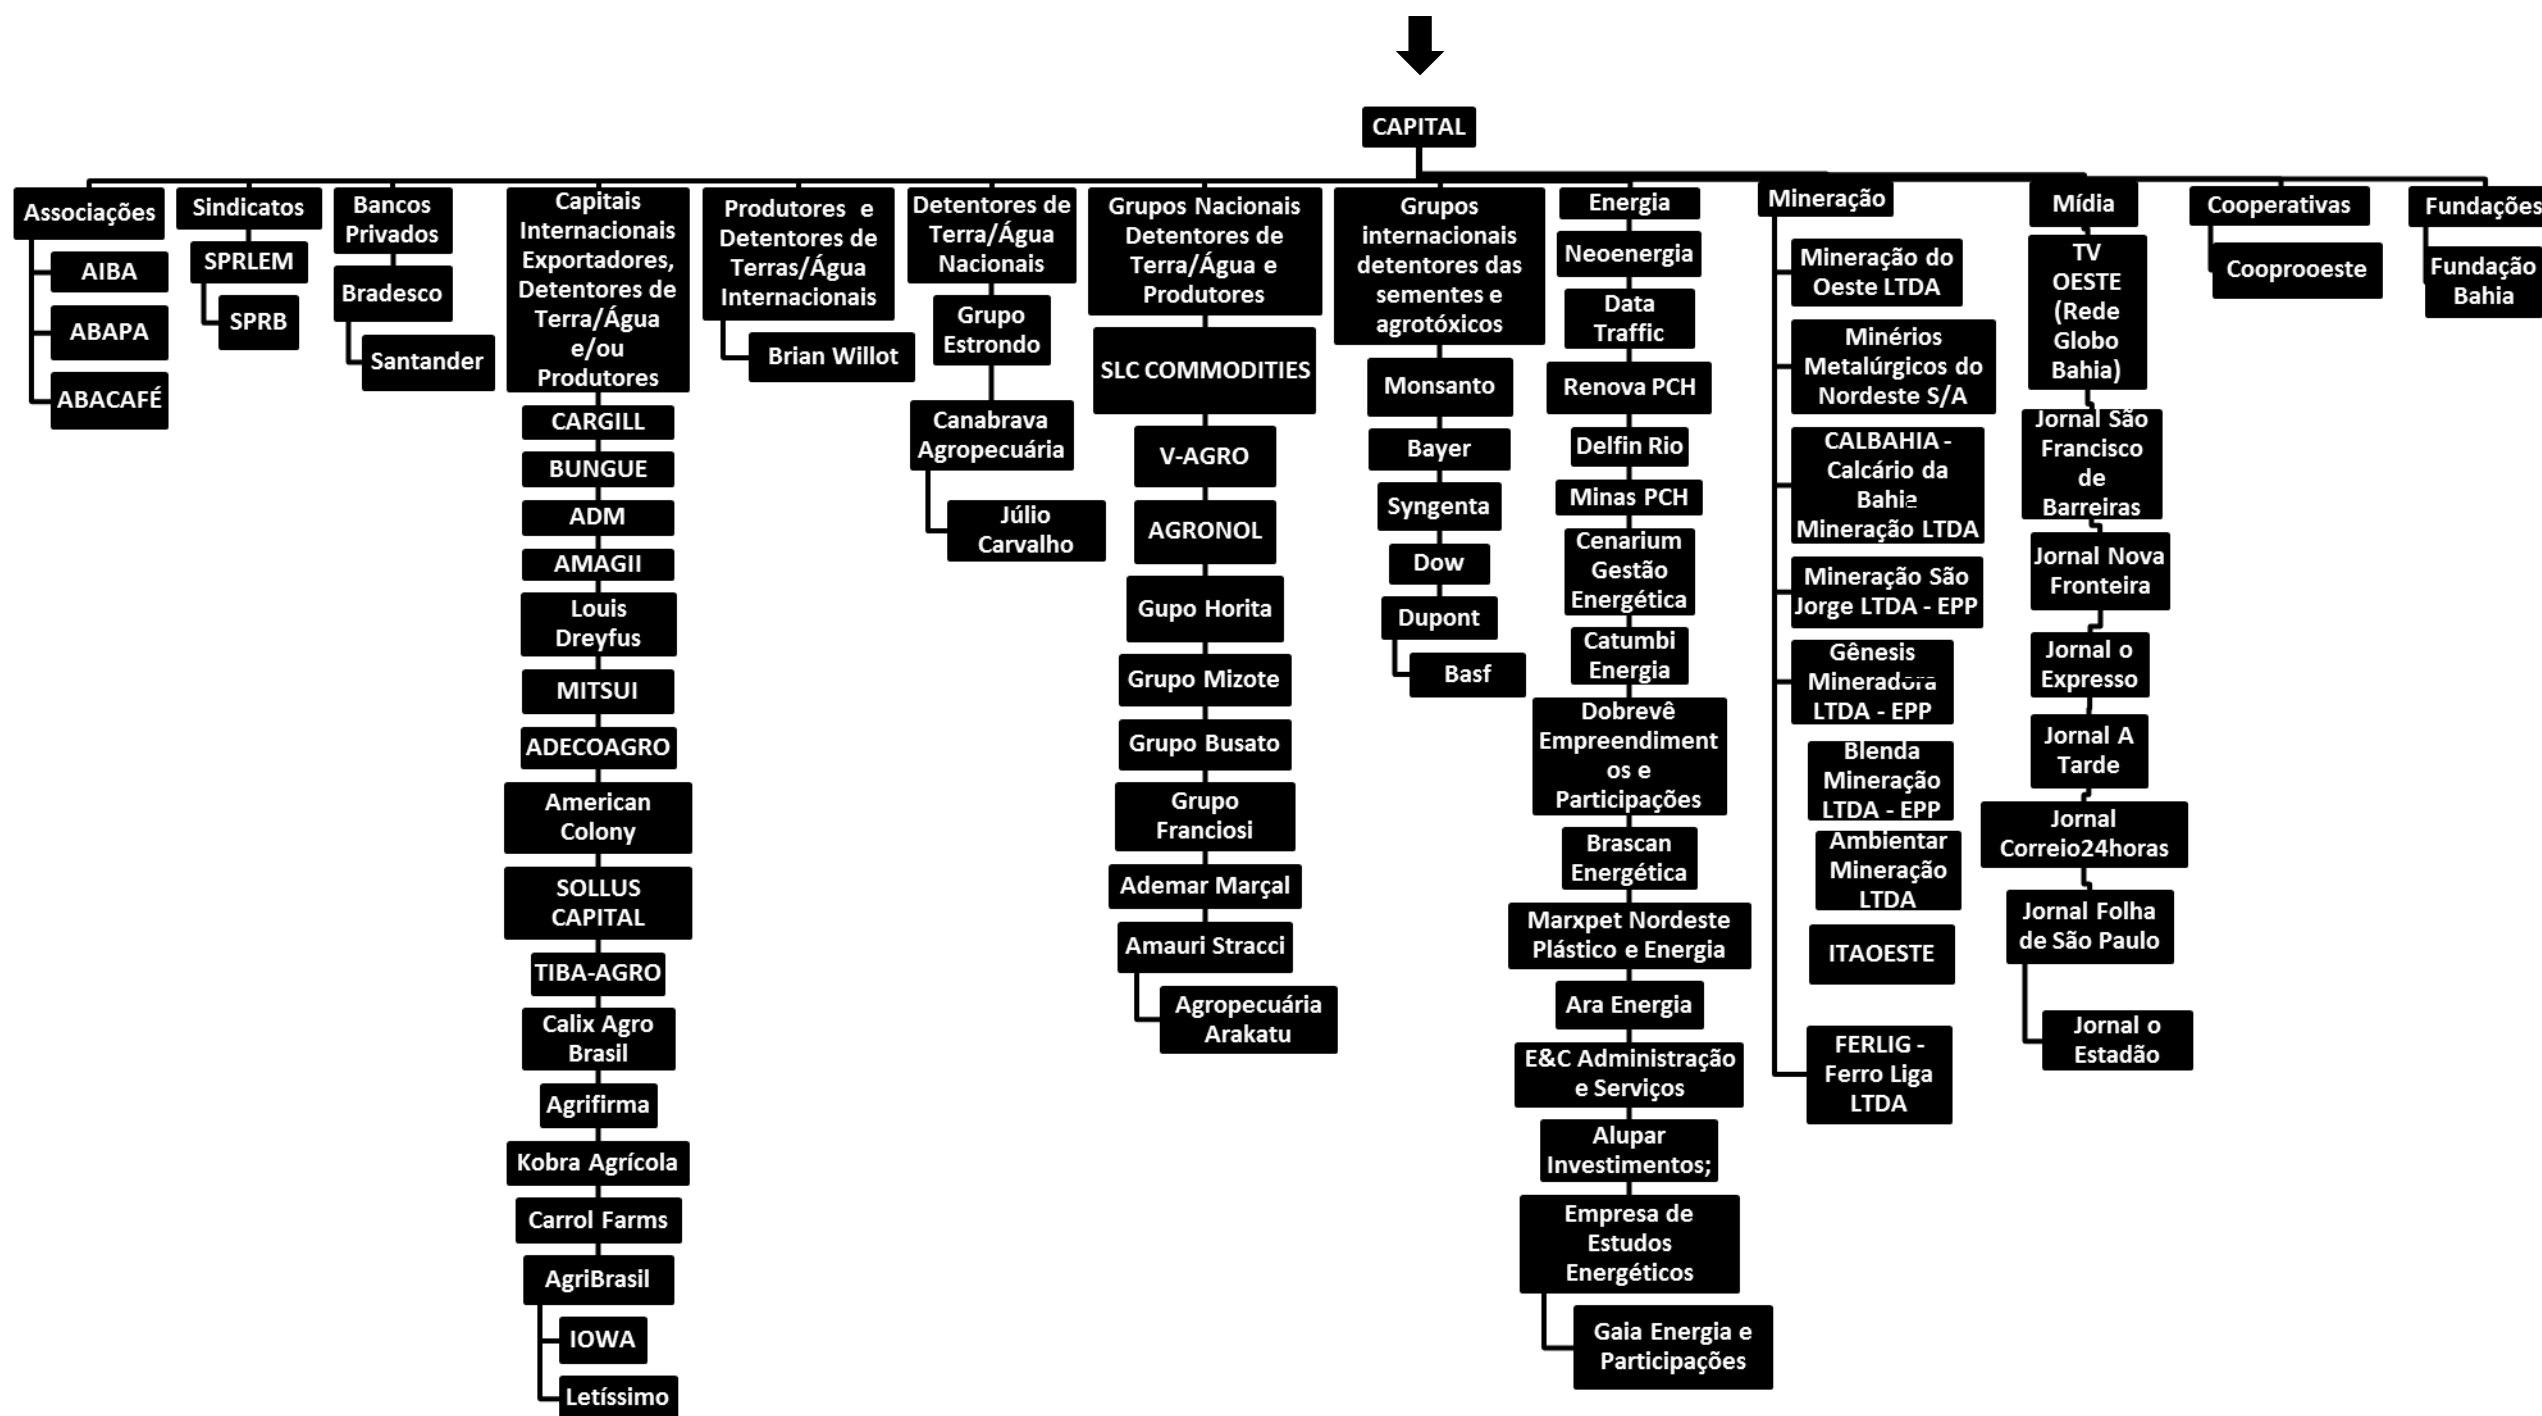 CAPITAL
Associações
AIBA
ABAPA
ABACAFÉ
Sindicatos
SPRLEM
SPRB
Bancos
Privados
Bradesco
Santander
Capitais
Internacionais
Exportadores,
Detentores de
Terra/Água
e/ou
Produtores
CARGILL
BUNGUE
ADM
AMAGII
Louis
Dreyfus
MITSUI
ADECOAGRO
American
Colony
SOLLUS
CAPITAL
TIBA-AGRO
Calix Agro
Brasil
Agrifirma
Kobra Agrícola
Carrol Farms
AgriBrasil
IOWA
Letíssimo
Produtores e
Detentores de
Terras/Água
Internacionais
Brian Willot
Detentores de
Terra/Água
Nacionais
Grupo
Estrondo
Canabrava
Agropecuária
Júlio
Carvalho
Grupos Nacionais
Detentores de
Terra/Água e
Produtores
SLC COMMODITIES
V-AGRO
AGRONOL
Gupo Horita
Grupo Mizote
Grupo Busato
Grupo
Franciosi
Ademar Marçal
Amauri Stracci
Agropecuária
Arakatu
Grupos
internacionais
detentores das
sementes e
agrotóxicos
Monsanto
Bayer
Syngenta
Dow
Dupont
Basf
Energia
Neoenergia
Data
Traffic
Renova PCH
Delfin Rio
Minas PCH
Cenarium
Gestão
Energética
Catumbi
Energia
Dobrevê
Empreendiment
os e
Participações
Brascan
Energética
Marxpet Nordeste
Plástico e Energia
Ara Energia
E&C Administração
e Serviços
Alupar
Investimentos;
Empresa de
Estudos
Energéticos
Gaia Energia e
Participações
Mineração
Mineração do
Oeste LTDA
Minérios
Metalúrgicos do
Nordeste S/A
CALBAHIA -
Calcário da
Bahia
Mineração LTDA
Mineração São
Jorge LTDA - EPP
Gênesis
Mineradora
LTDA - EPP
Blenda
Mineração
LTDA - EPP
Ambientar
Mineração
LTDA
ITAOESTE
FERLIG -
Ferro Liga
LTDA
Mídia
TV
OESTE
(Rede
Globo
Bahia)
Jornal São
Francisco
de
Barreiras
Jornal Nova
Fronteira
Jornal o
Expresso
Jornal A
Tarde
Jornal
Correio24horas
Jornal Folha
de São Paulo
Jornal o
Estadão
Cooperativas
Cooprooeste
Fundações
Fundação
Bahia